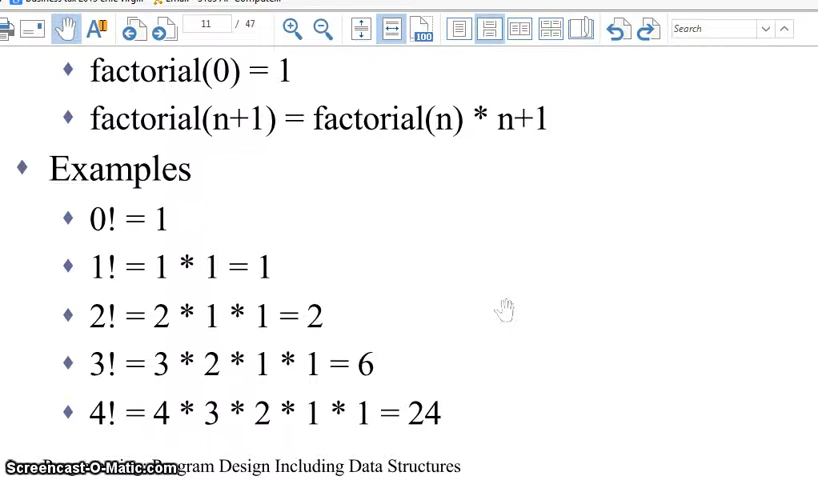 11 / 47
100
Search
factorial(0) = 1
factorial(n+1) = factorial(n) * n+1
Examples
0! = 1
1! = 1 * 1 = 1
2! = 2 * 1 * 1 = 2
3! = 3 * 2 * 1 * 1 = 6
4! = 4 * 3 * 2 * 1 * 1 = 24
Screencast-O-Matic.com Program Design Including Data Structures